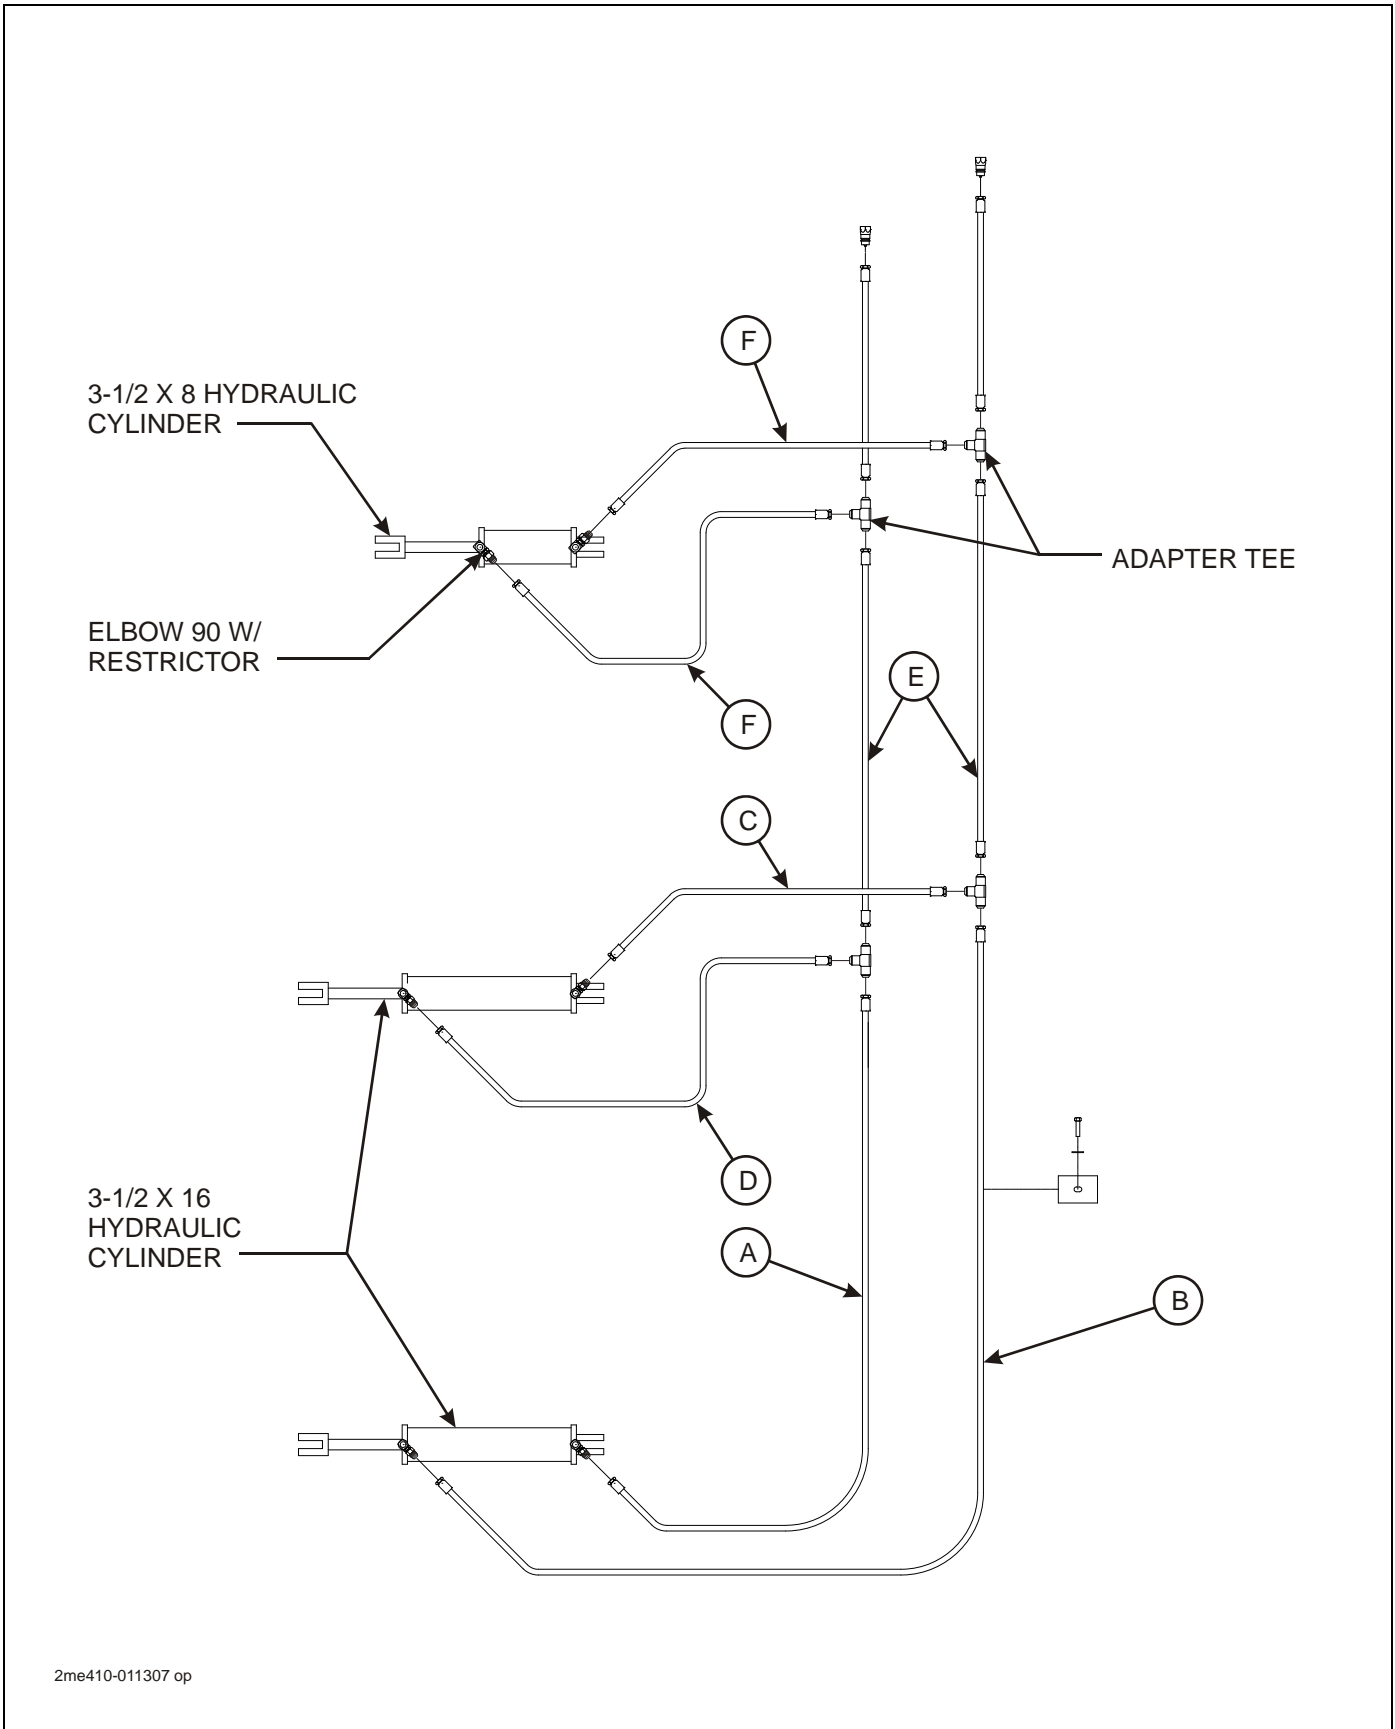 F
3-1/2 X 8 HYDRAULIC
CYLINDER
ADAPTER TEE
ELBOW 90 W/
RESTRICTOR
E
F
C
D
3-1/2 X 16
HYDRAULIC
CYLINDER
A
B
2me410-011307 op